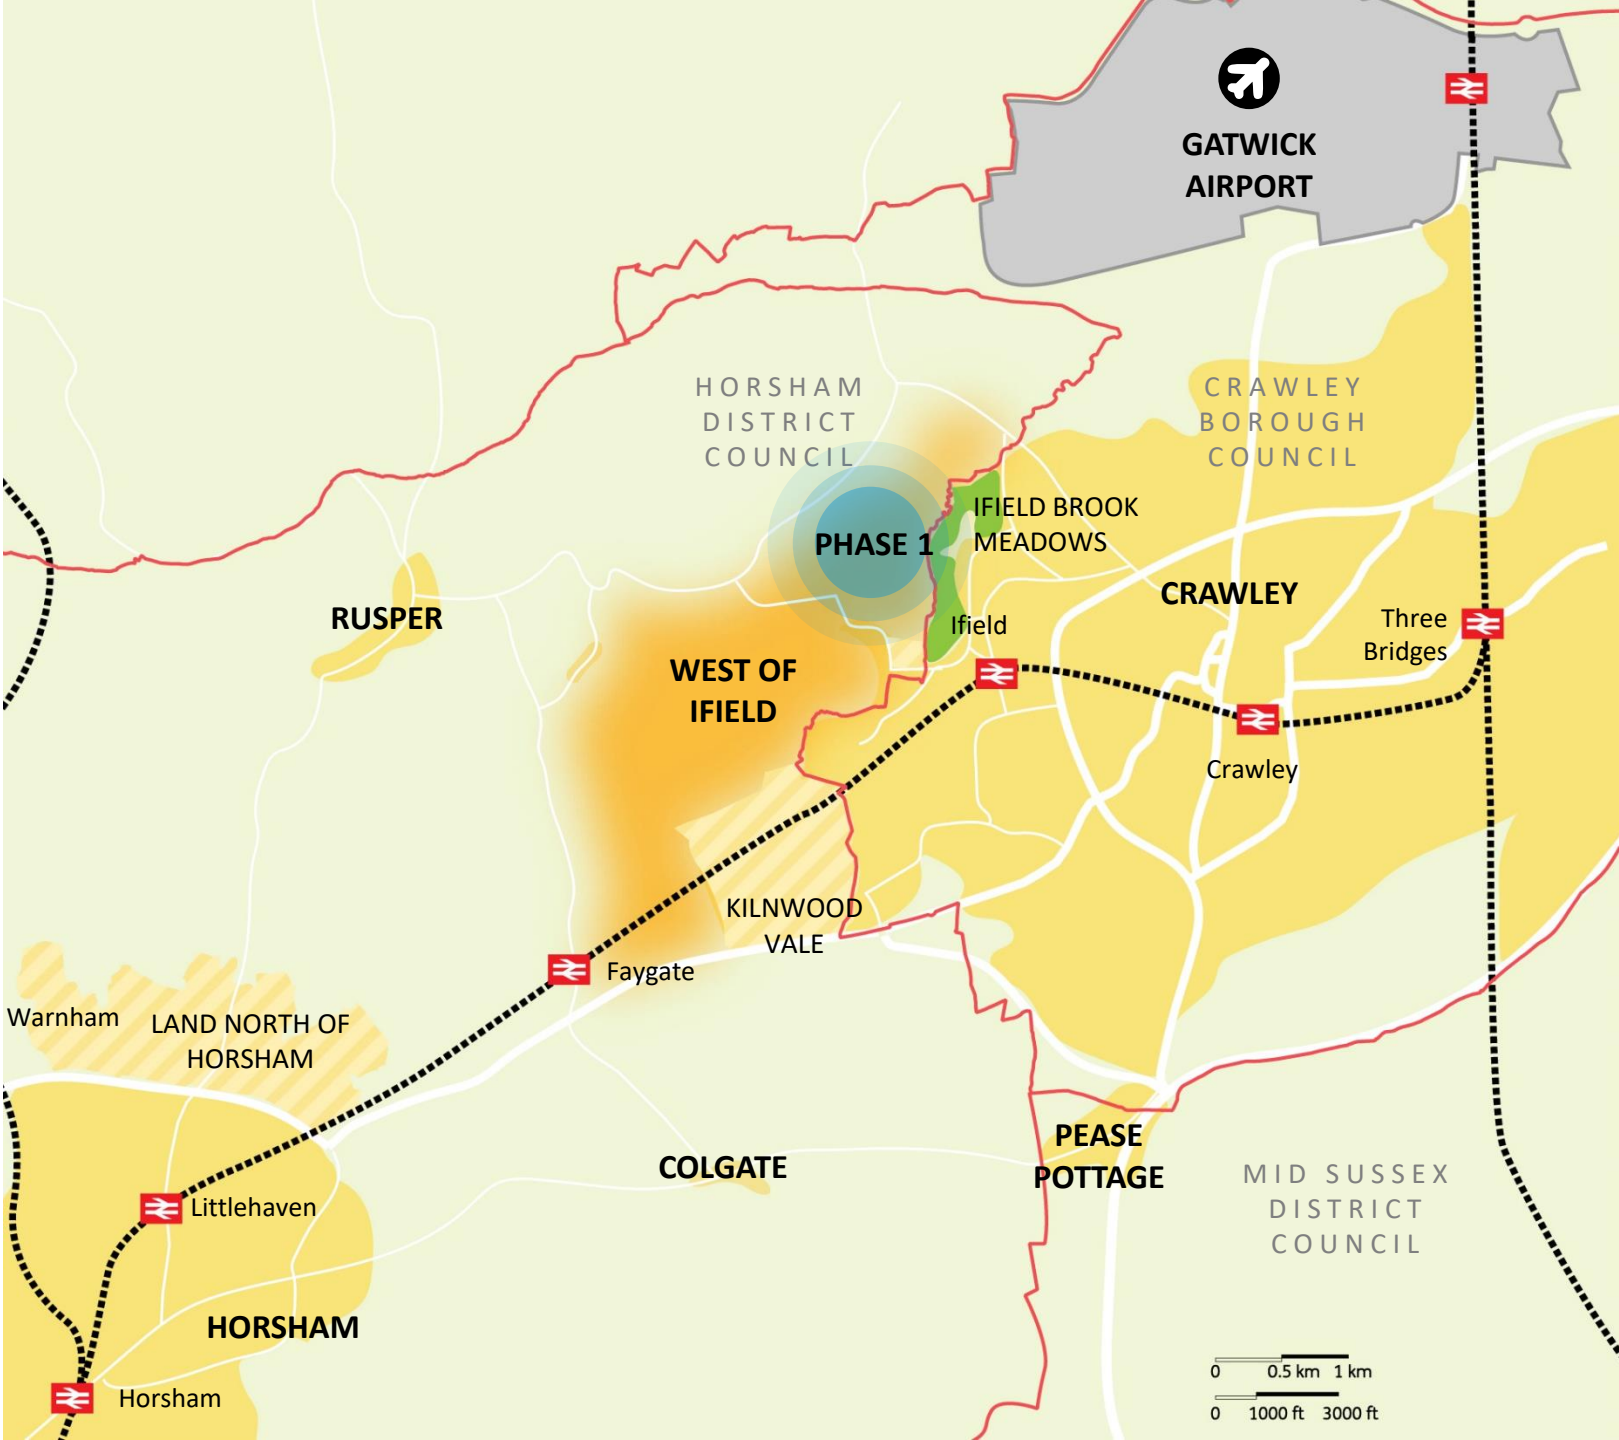 GATWICK
AIRPORT
HORSHAM
DISTRICT
COUNCIL
CRAWLEY
BOROUGH
COUNCIL
IFIELD BROOK
MEADOWS
PHASE 1
CRAWLEY
RUSPER
Ifield
Three
Bridges
WEST OF
IFIELD
Crawley
KILNWOOD
VALE
Faygate
Warnham
LAND NORTH OF
HORSHAM
PEASE
POTTAGE
COLGATE
MID SUSSEX
DISTRICT
COUNCIL
Littlehaven
HORSHAM
Horsham
0 0.5 km 1 km
0 1000 ft 3000 ft